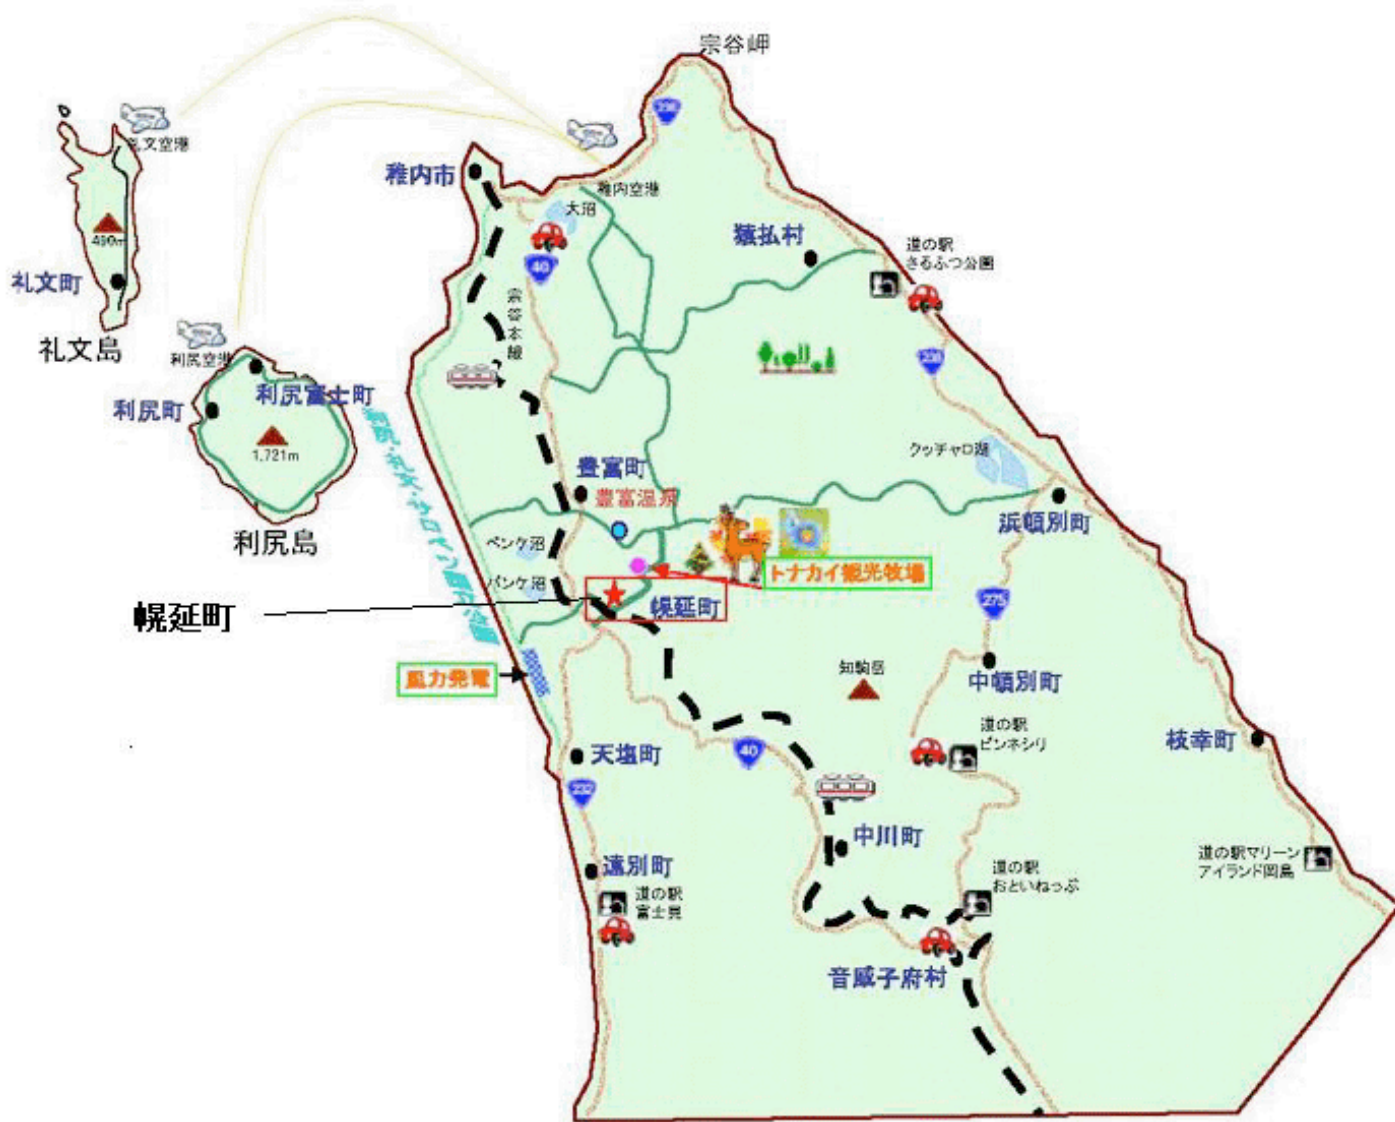 宗谷岬
238
礼文空港
稚内市
稚内空港
大沼
490m
猿払村
道の駅
さるふつ公園
礼文町
40
宗谷本線
礼文島
利尻空港
238
利尻富士町
利尻町
1,721m
クッチャロ湖
豊富町
豊富温泉
浜頓別町
利尻島
ペンケ沼
パンケ沼
トナカイ観光牧場
幌延町
幌延町
275
風力発電
知駒岳
中頓別町
道の駅
ピンネシリ
枝幸町
天塩町
40
232
中川町
道の駅マリーン
アイランド岡島
遠別町
道の駅
おといねっぷ
道の駅
富士見
音威子府村